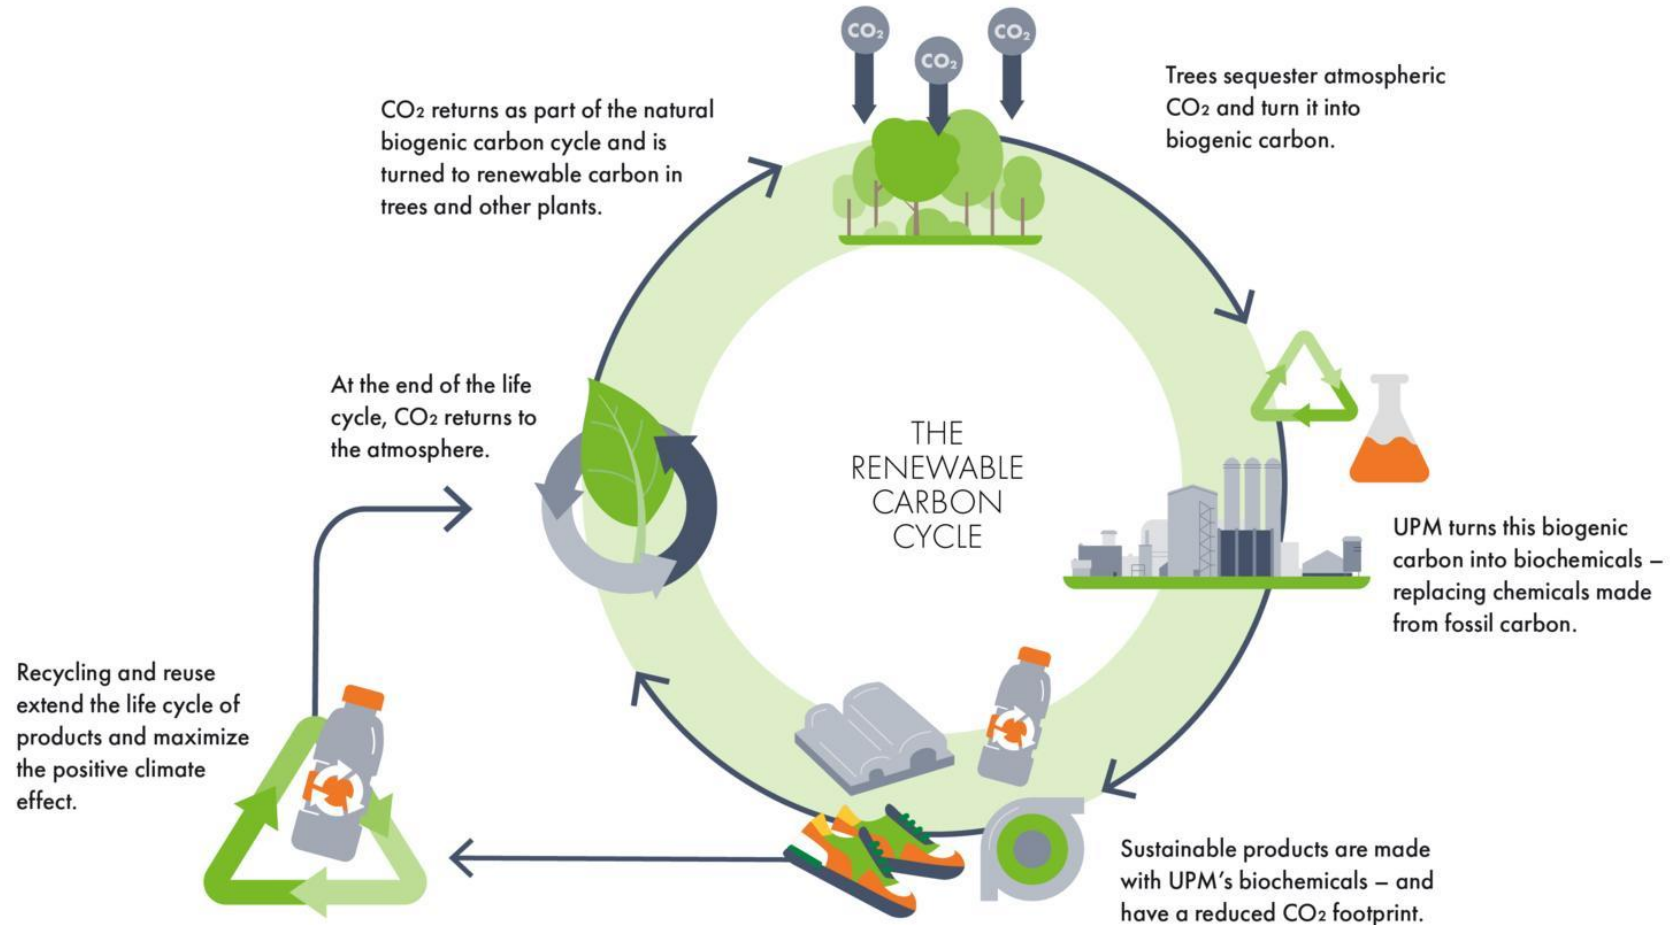 CO₂
CO₂
CO₂
Trees sequester atmospheric
CO₂ and turn it into
biogenic carbon.
CO₂ returns as part of the natural
biogenic carbon cycle and is
turned to renewable carbon in
trees and other plants.
At the end of the life
cycle, CO₂ returns to
the atmosphere.
THE
RENEWABLE
CARBON
CYCLE
UPM turns this biogenic
carbon into biochemicals –
replacing chemicals made
from fossil carbon.
Recycling and reuse
extend the life cycle of
products and maximize
the positive climate
effect.
Sustainable products are made
with UPM’s biochemicals – and
have a reduced CO₂ footprint.